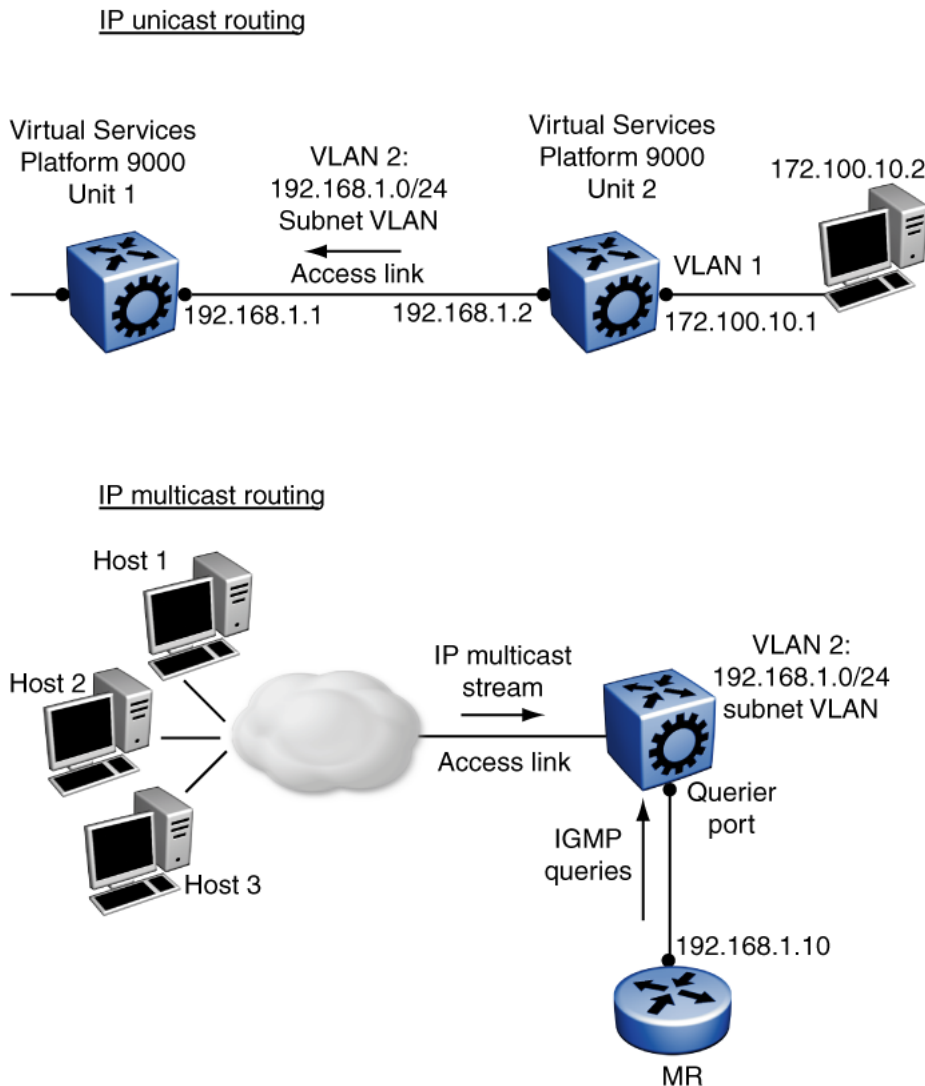 IP unicast routing
Virtual Services
Platform 9000
Unit 1
VLAN 2:
192.168.1.0/24
Subnet VLAN
Access link
Virtual Services
Platform 9000
Unit 2
172.100.10.2
VLAN 1
192.168.1.1
192.168.1.2
172.100.10.1
IP multicast routing
Host 1
Host 2
Host 3
IP multicast
stream
Access link
VLAN 2:
192.168.1.0/24
subnet VLAN
Querier
port
IGMP
queries
192.168.1.10
MR